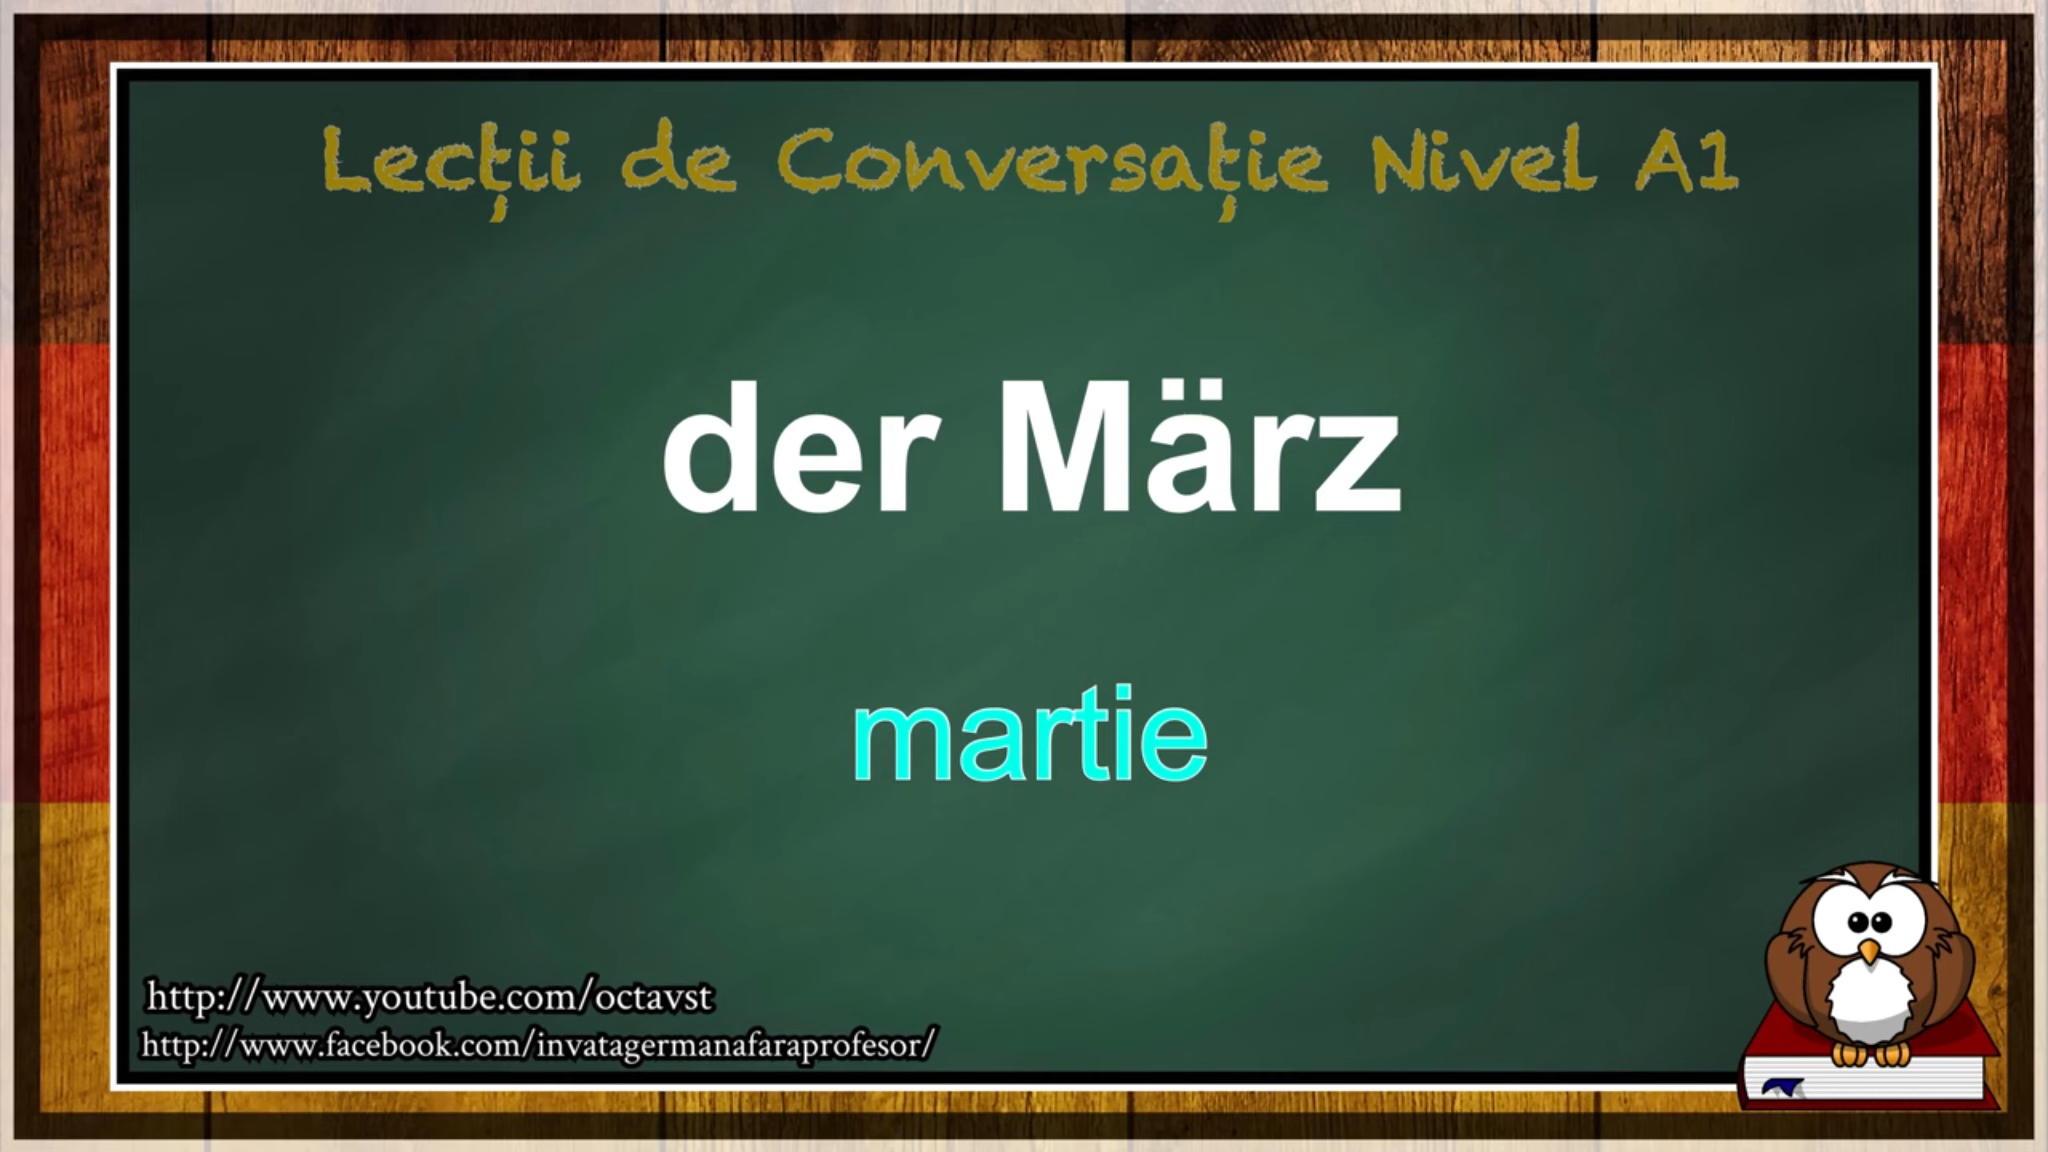 Lecții de Conversație Nivel A1
der März
martie
http://www.youtube.com/octavst
http://www.facebook.com/invatagermanafaraprofesor/